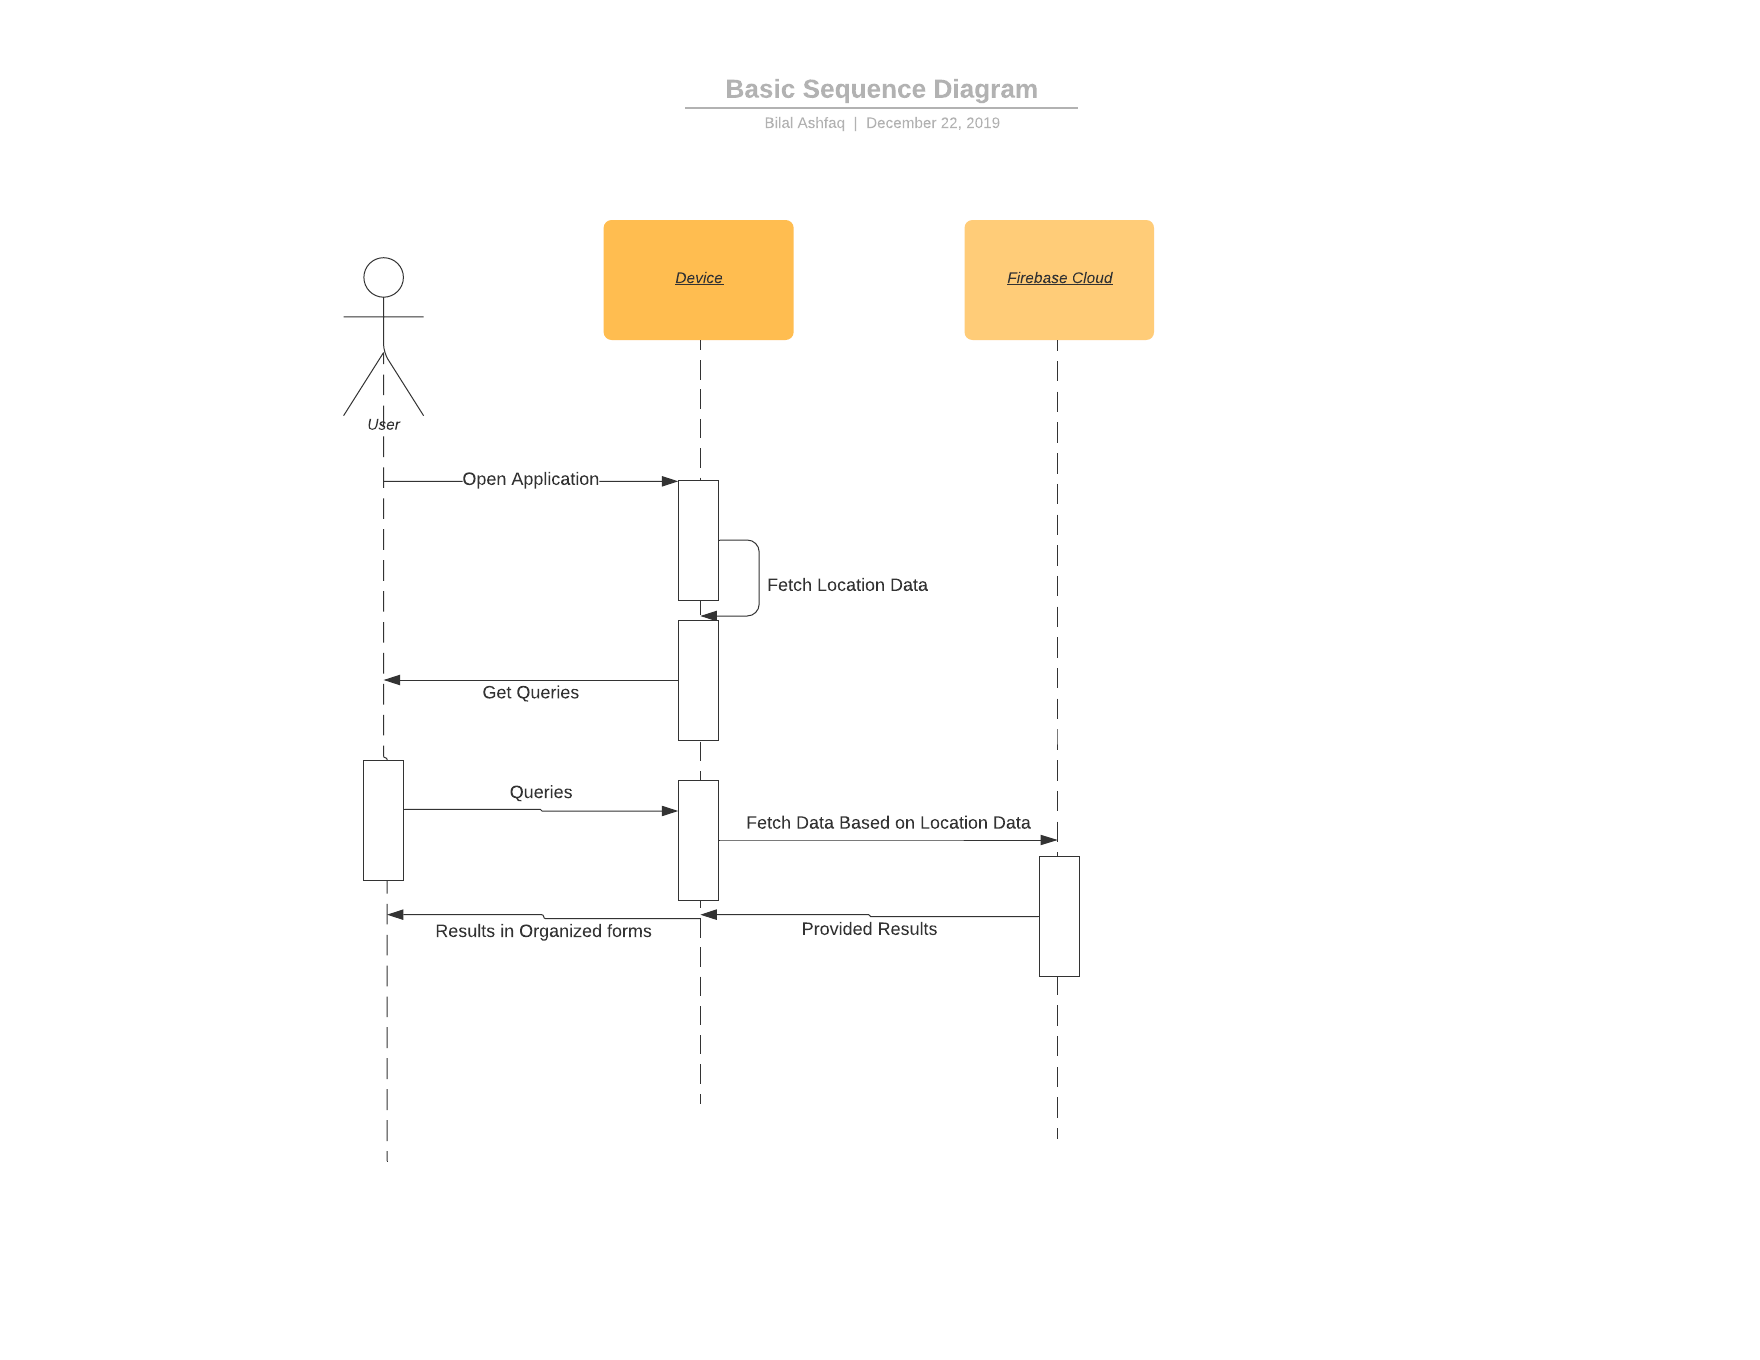 Basic Sequence Diagram
Bilal Ashfaq | December 22, 2019
Device
Firebase Cloud
User
Open Application
Fetch Location Data
Get Queries
Queries
Fetch Data Based on Location Data
Results in Organized forms
Provided Results